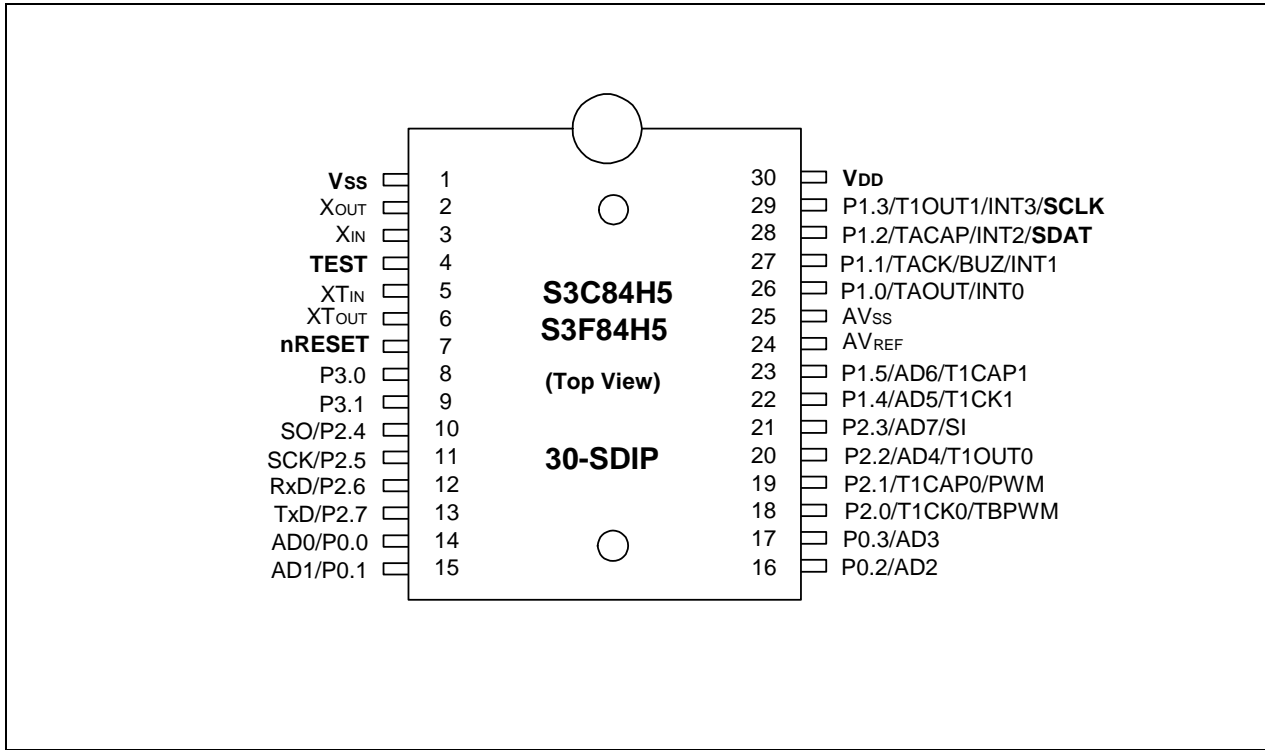 VSS 1
XOUT 2
XIN 3
TEST 4
XTIN 5
XTOUT 6
nRESET 7
P3.0 8
P3.1 9
SO/P2.4 10
SCK/P2.5 11
RxD/P2.6 12
TxD/P2.7 13
AD0/P0.0 14
AD1/P0.1 15
S3C84H5
S3F84H5
(Top View)
30-SDIP
30 VDD
29 P1.3/T1OUT1/INT3/SCLK
28 P1.2/TACAP/INT2/SDAT
27 P1.1/TACK/BUZ/INT1
26 P1.0/TAOUT/INT0
25 AVSS
24 AVREF
23 P1.5/AD6/T1CAP1
22 P1.4/AD5/T1CK1
21 P2.3/AD7/SI
20 P2.2/AD4/T1OUT0
19 P2.1/T1CAP0/PWM
18 P2.0/T1CK0/TBPWM
17 P0.3/AD3
16 P0.2/AD2